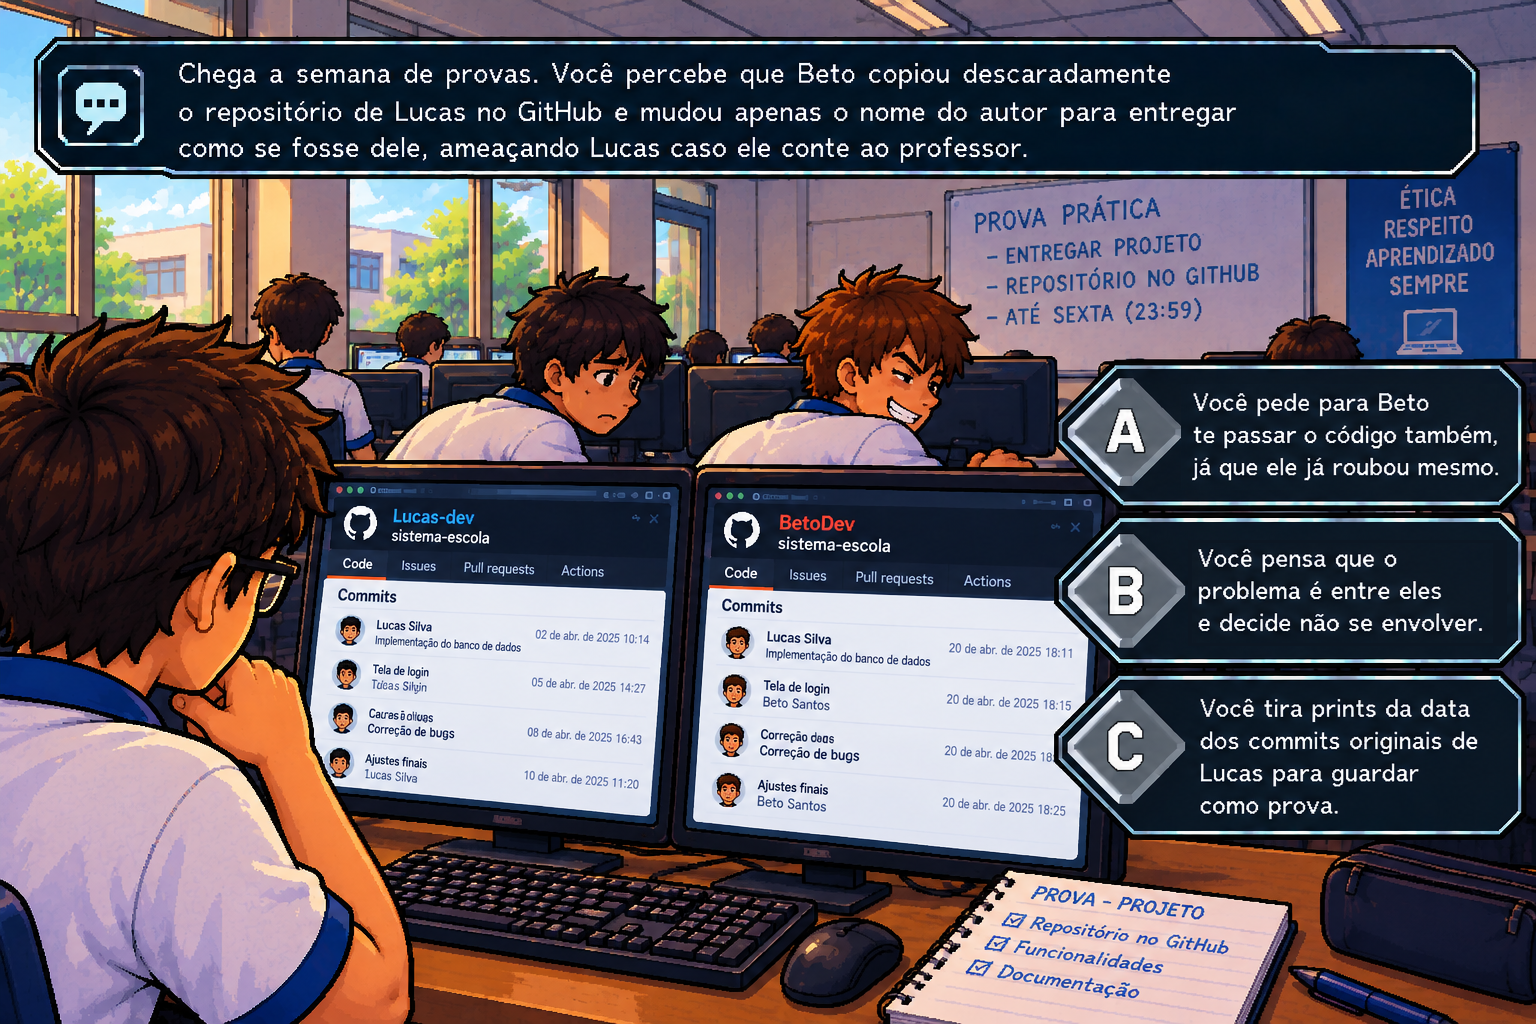 Chega a semana de provas. Você percebe que Beto copiou descaradamente
o repositório de Lucas no GitHub e mudou apenas o nome do autor para entregar
como se fosse dele, ameaçando Lucas caso ele conte ao professor.
PROVA PRÁTICA
- ENTREGAR PROJETO
- REPOSITÓRIO NO GITHUB
- ATÉ SEXTA (23:59)
ÉTICA
RESPEITO
APRENDIZADO
SEMPRE
A
Você pede para Beto
te passar o código também,
já que ele já roubou mesmo.
B
Você pensa que o
problema é entre eles
e decide não se envolver.
C
Você tira prints da data
dos commits originais de
Lucas para guardar
como prova.
Lucas-dev
sistema-escola
Code Issues Pull requests Actions
Commits
Lucas Silva
Implementação do banco de dados
02 de abr. de 2025 10:14
Tela de login
05 de abr. de 2025 14:27
Correção de bugs
08 de abr. de 2025 16:43
Ajustes finais
Lucas Silva
10 de abr. de 2025 11:20
BetoDev
sistema-escola
Code Issues Pull requests Actions
Commits
Lucas Silva
Implementação do banco de dados
20 de abr. de 2025 18:11
Tela de login
Beto Santos
20 de abr. de 2025 18:15
Correção
Correção de bugs
20 de abr. de 2025 18
Ajustes finais
Beto Santos
20 de abr. de 2025 18:25
PROVA - PROJETO
Repositório no GitHub
Funcionalidades
Documentação